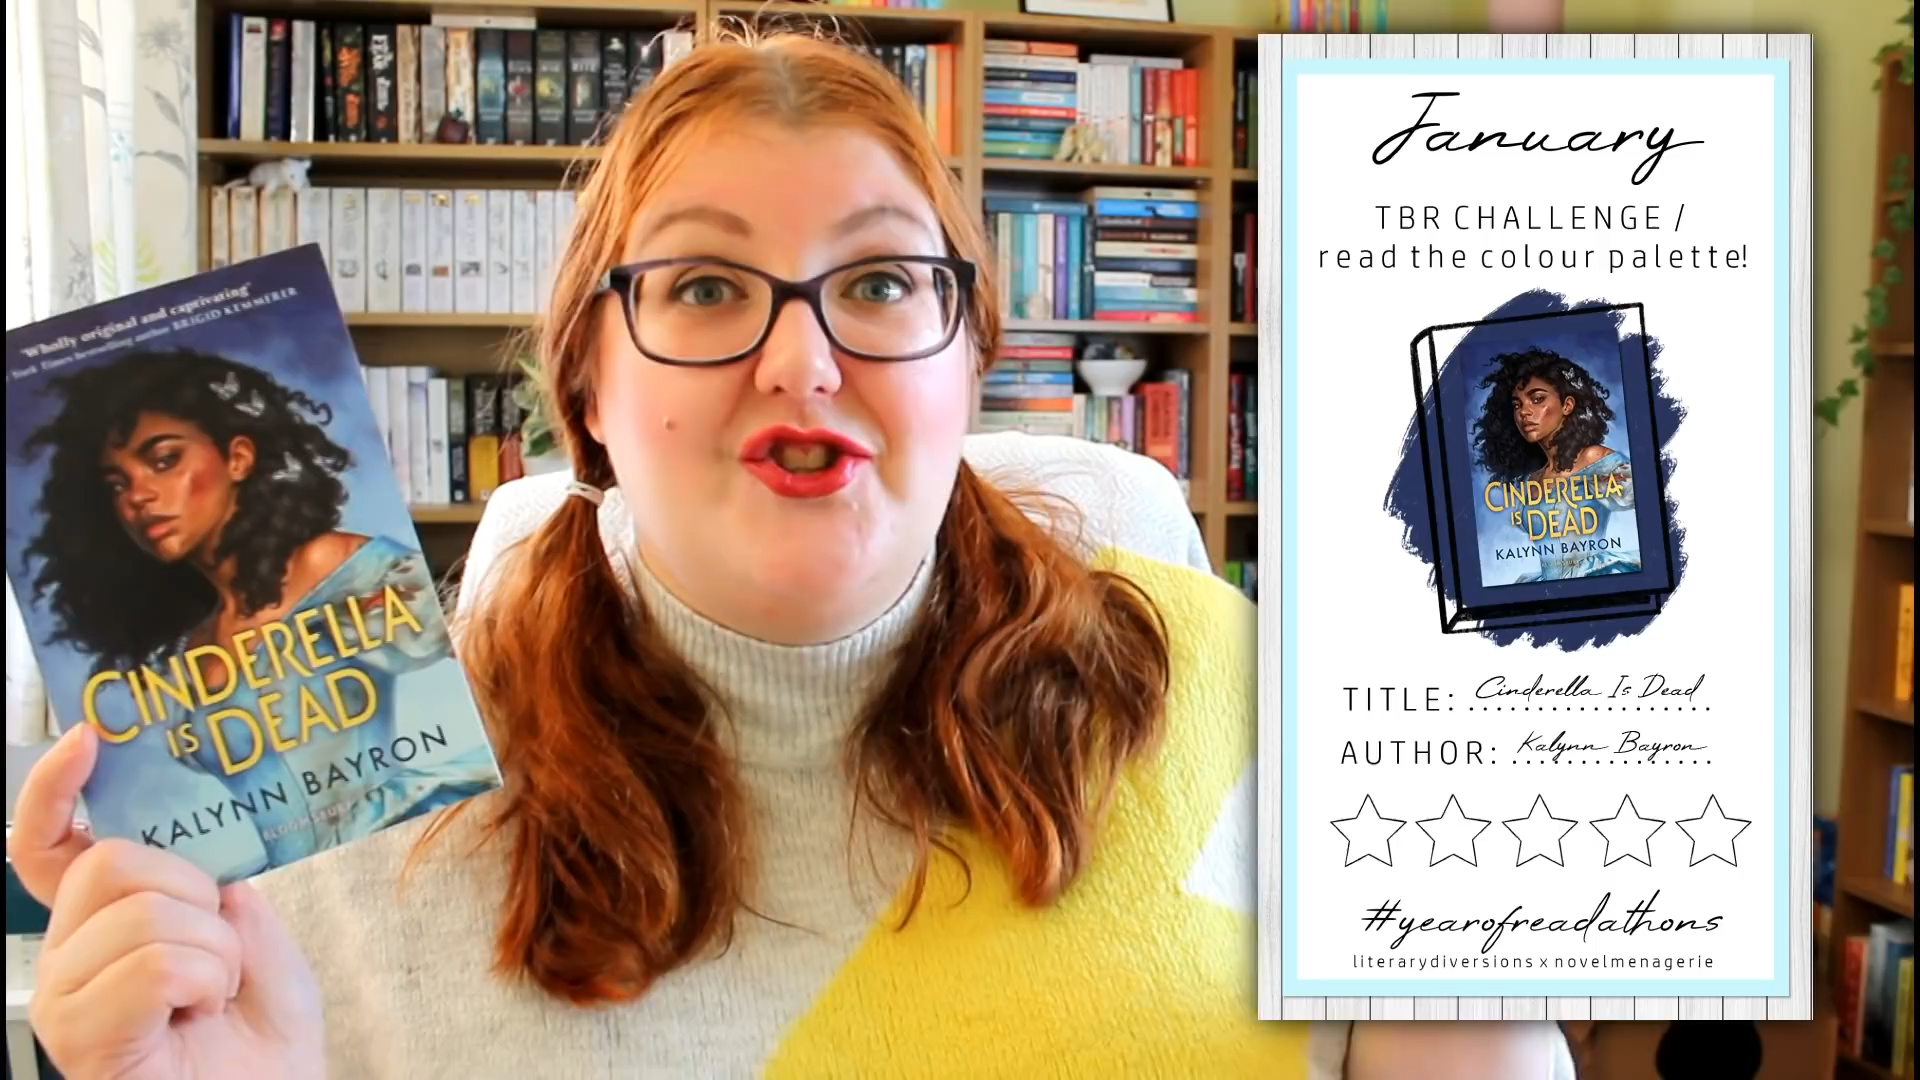 "Wholly original and captivating"
York Times bestselling author BRIGID KEMMERER
CINDERELLA
IS DEAD
KALYNN BAYRON
BLOOMSBURY
January
TBR CHALLENGE /
read the colour palette!
CINDERELLA
IS DEAD
KALYNN BAYRON
TITLE: Cinderella Is Dead
AUTHOR: Kalynn Bayron
#yearofreadathons
literarydiversions x novelmenagerie